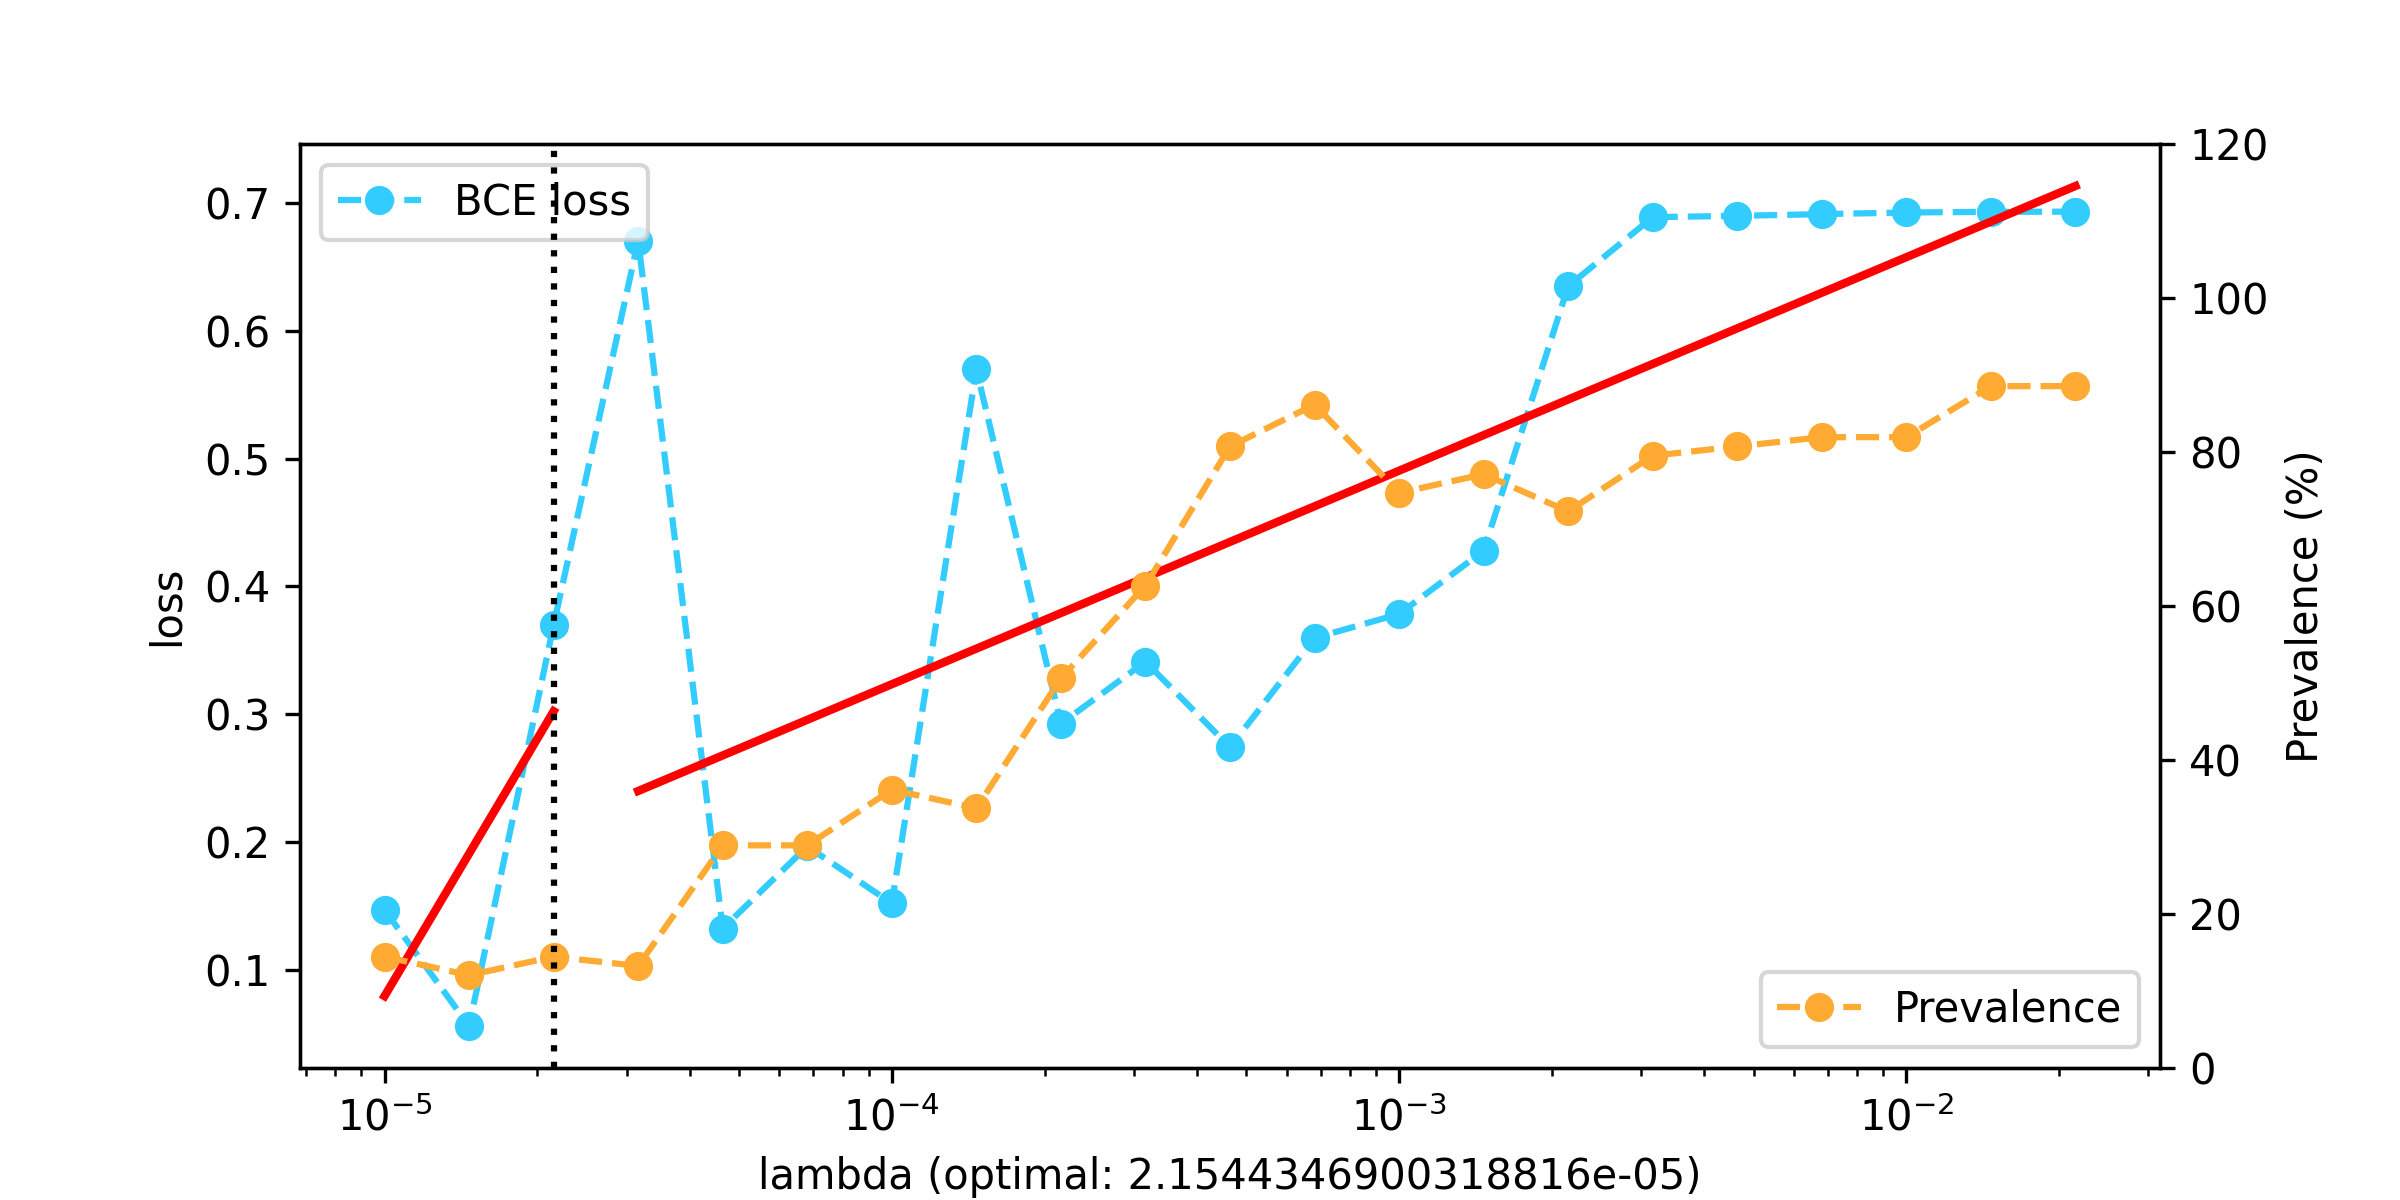 BCE loss
0.7
0.6
0.5
0.4
0.3
0.2
0.1
loss
120
100
80
60
40
20
0
Prevalence (%)
Prevalence
10⁻⁵ 10⁻⁴ 10⁻³ 10⁻²
lambda (optimal: 2.1544346900318816e-05)